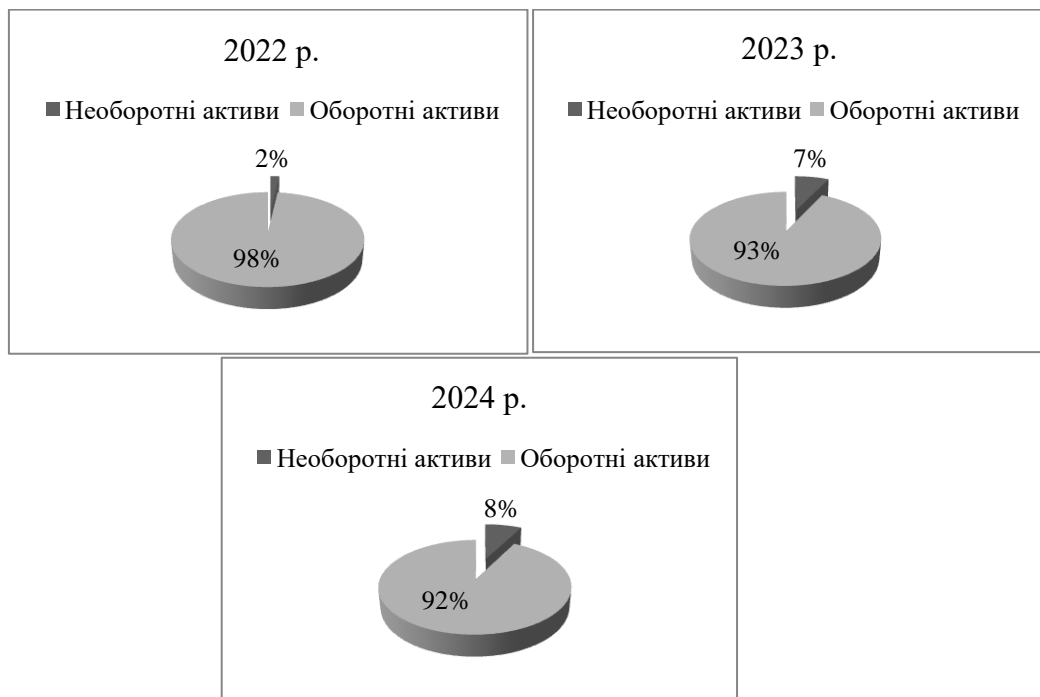 2022 р.
Необоротні активи Оборотні активи
2%
98%
2023 р.
Необоротні активи Оборотні активи
7%
93%
2024 р.
Необоротні активи Оборотні активи
8%
92%